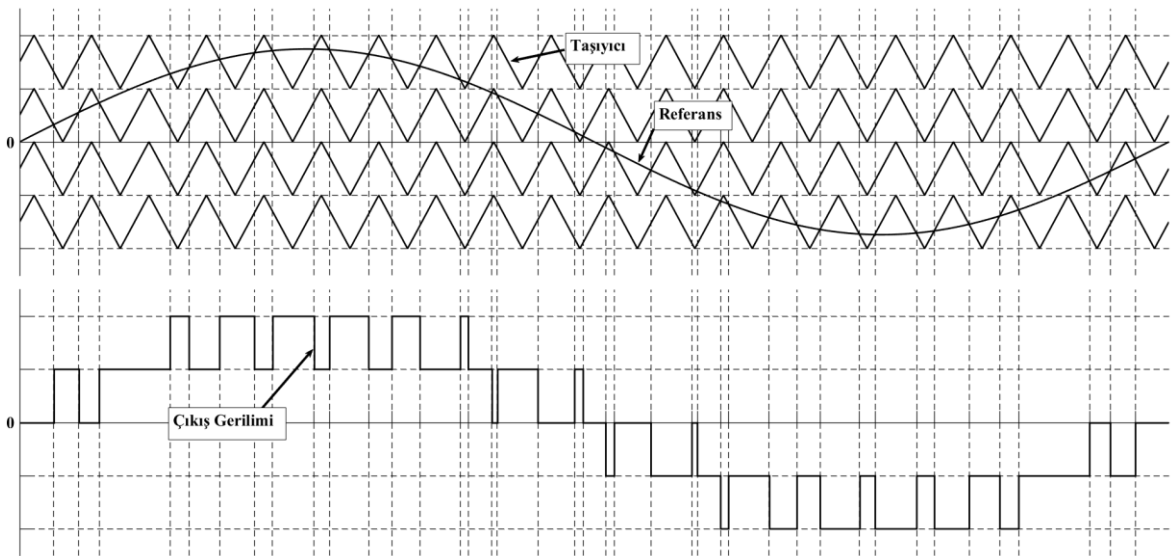 Taşıyıcı
Referans
0
Çıkış Gerilimi
0